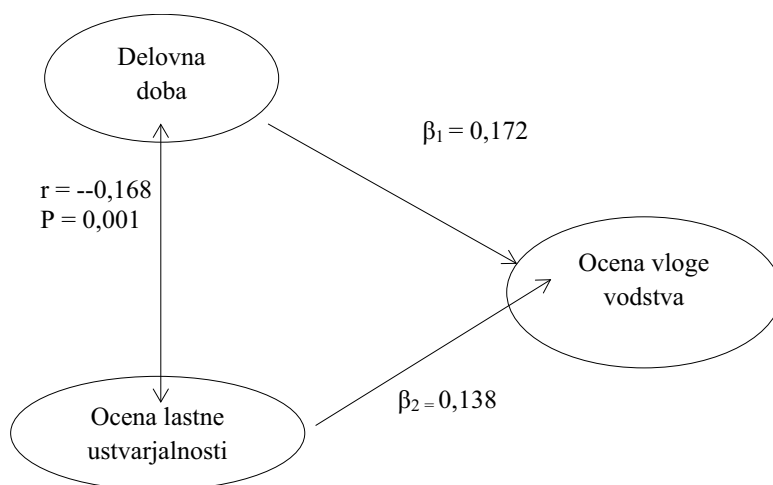 Delovna
doba
β₁ = 0,172
r = --0,168
P = 0,001
Ocena vloge
vodstva
β₂ = 0,138
Ocena lastne
ustvarjalnosti